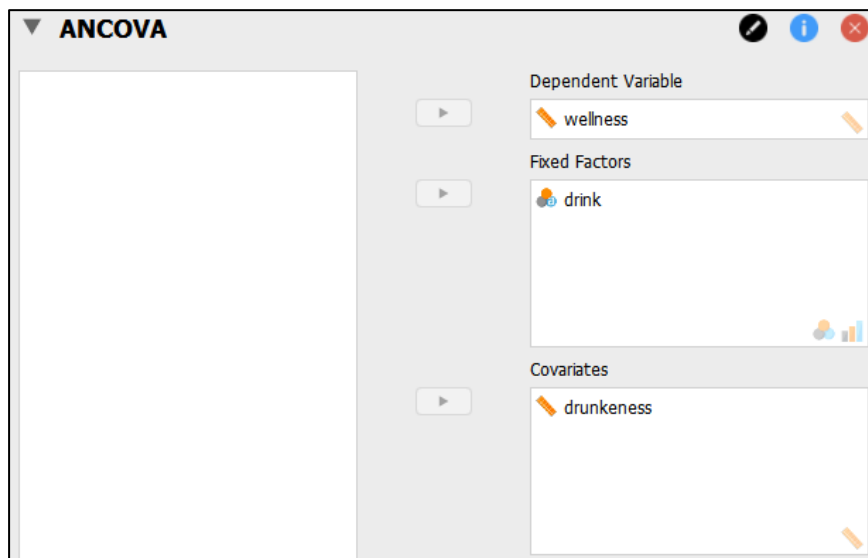 ANCOVA
Dependent Variable
wellness
Fixed Factors
drink
Covariates
drunkeness